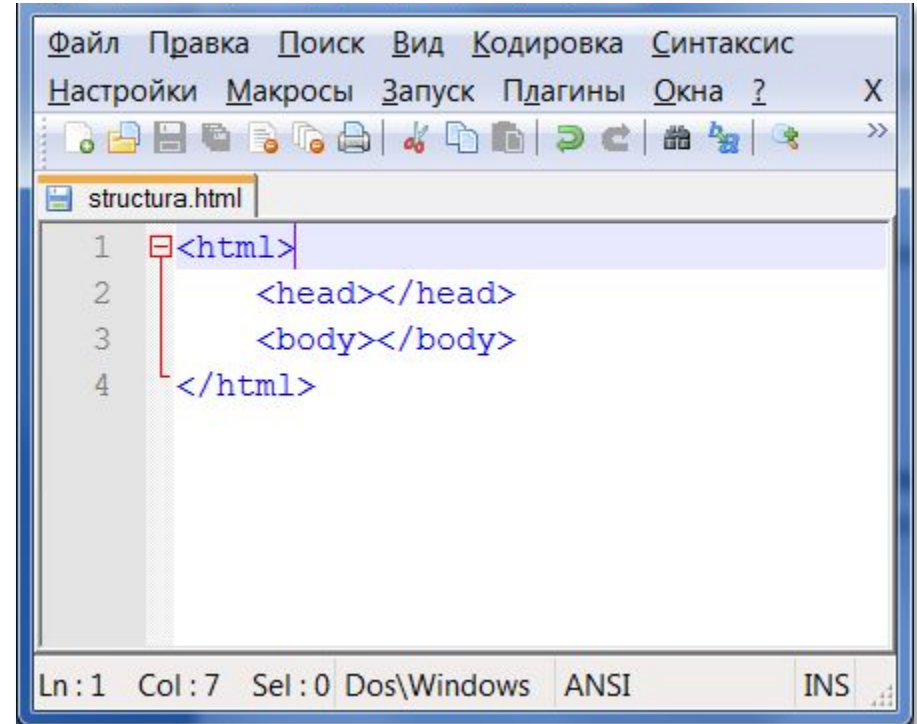 Файл Правка Поиск Вид Кодировка Синтаксис
Настройки Макросы Запуск Плагины Окна ? X
structura.html
1 <html>
2 <head></head>
3 <body></body>
4 </html>
Ln : 1 Col : 7 Sel : 0 Dos\Windows ANSI INS